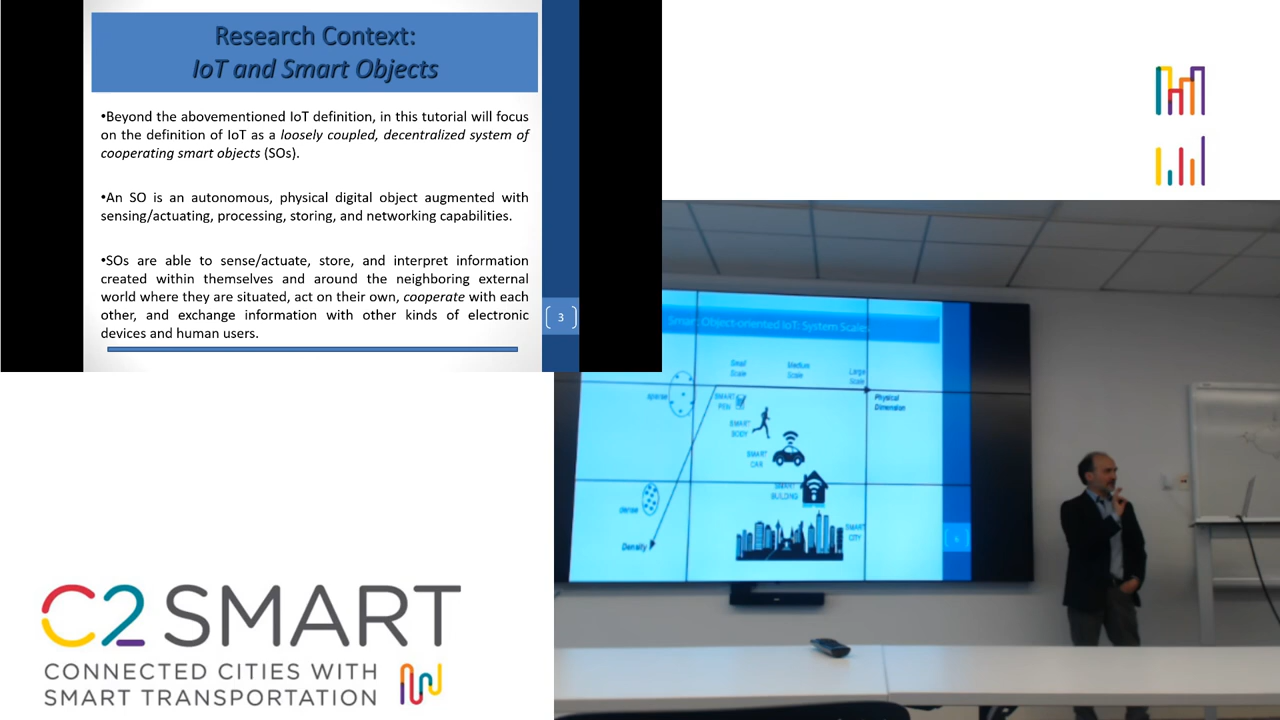 Research Context:
IoT and Smart Objects
•Beyond the abovementioned IoT definition, in this tutorial will focus
on the definition of IoT as a loosely coupled, decentralized system of
cooperating smart objects (SOs).
•An SO is an autonomous, physical digital object augmented with
sensing/actuating, processing, storing, and networking capabilities.
•SOs are able to sense/actuate, store, and interpret information
created within themselves and around the neighboring external
world where they are situated, act on their own, cooperate with each
other, and exchange information with other kinds of electronic
devices and human users.
3
Smart Object-oriented IoT: System Scales
Small
Scale
Medium
Scale
Large
Scale
sparse
SMART
Physical
Dimension
SMART
BODY
SMART
CAR
SMART
BUILDING
dense
SMART
CITY
Density
C2SMART
CONNECTED CITIES WITH
SMART TRANSPORTATION